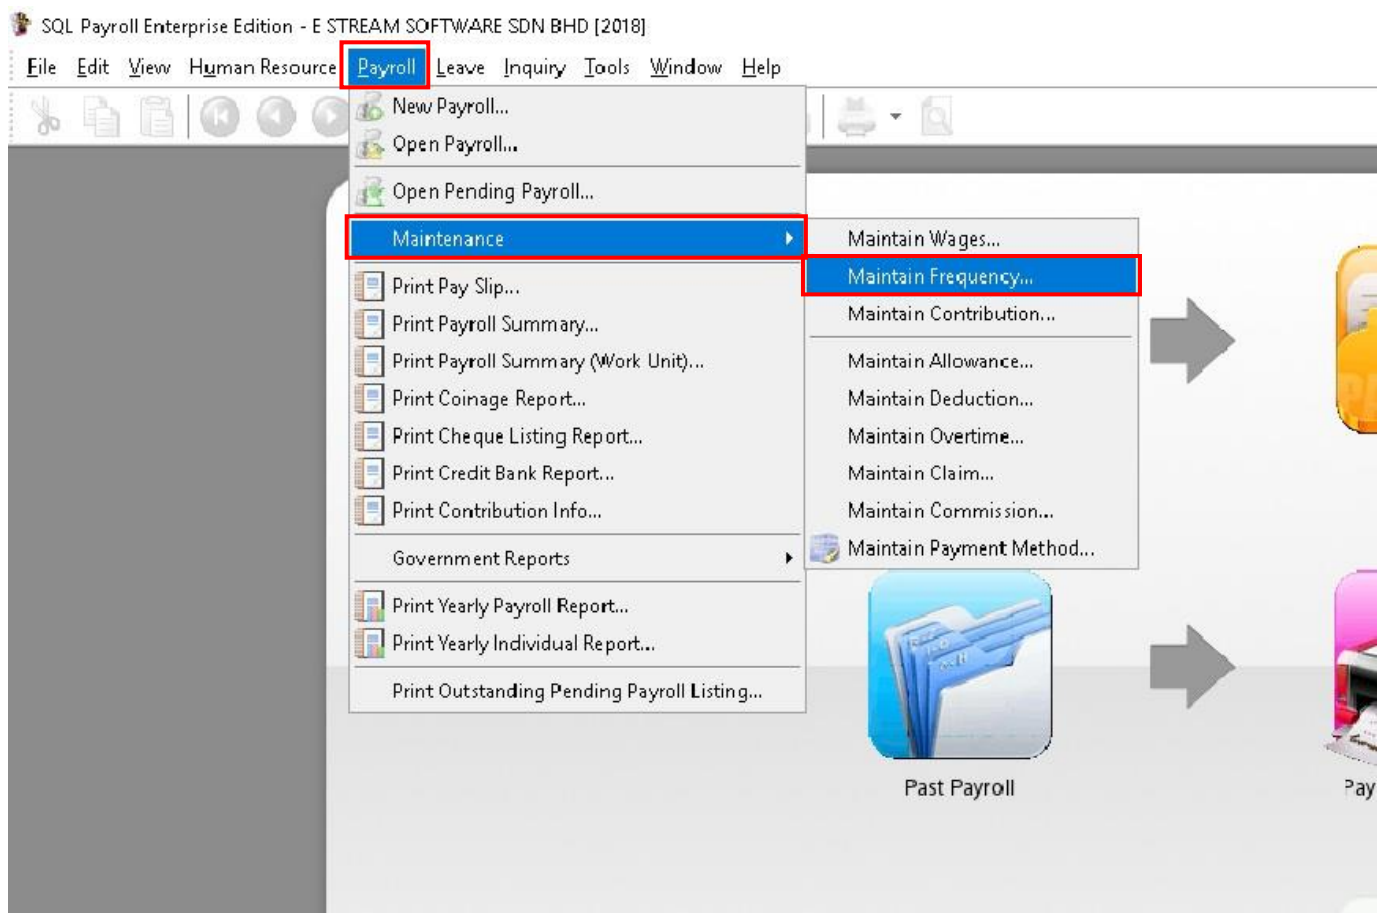 SQL Payroll Enterprise Edition - E STREAM SOFTWARE SDN BHD [2018]
File Edit View Human Resource Payroll Leave Inquiry Tools Window Help
New Payroll...
Open Payroll...
Open Pending Payroll...
Maintenance
Print Pay Slip...
Print Payroll Summary...
Print Payroll Summary (Work Unit)...
Print Coinage Report...
Print Cheque Listing Report...
Print Credit Bank Report...
Print Contribution Info...
Government Reports
Print Yearly Payroll Report...
Print Yearly Individual Report...
Print Outstanding Pending Payroll Listing...
Maintain Wages...
Maintain Frequency...
Maintain Contribution...
Maintain Allowance...
Maintain Deduction...
Maintain Overtime...
Maintain Claim...
Maintain Commission...
Maintain Payment Method...
Past Payroll
Pay